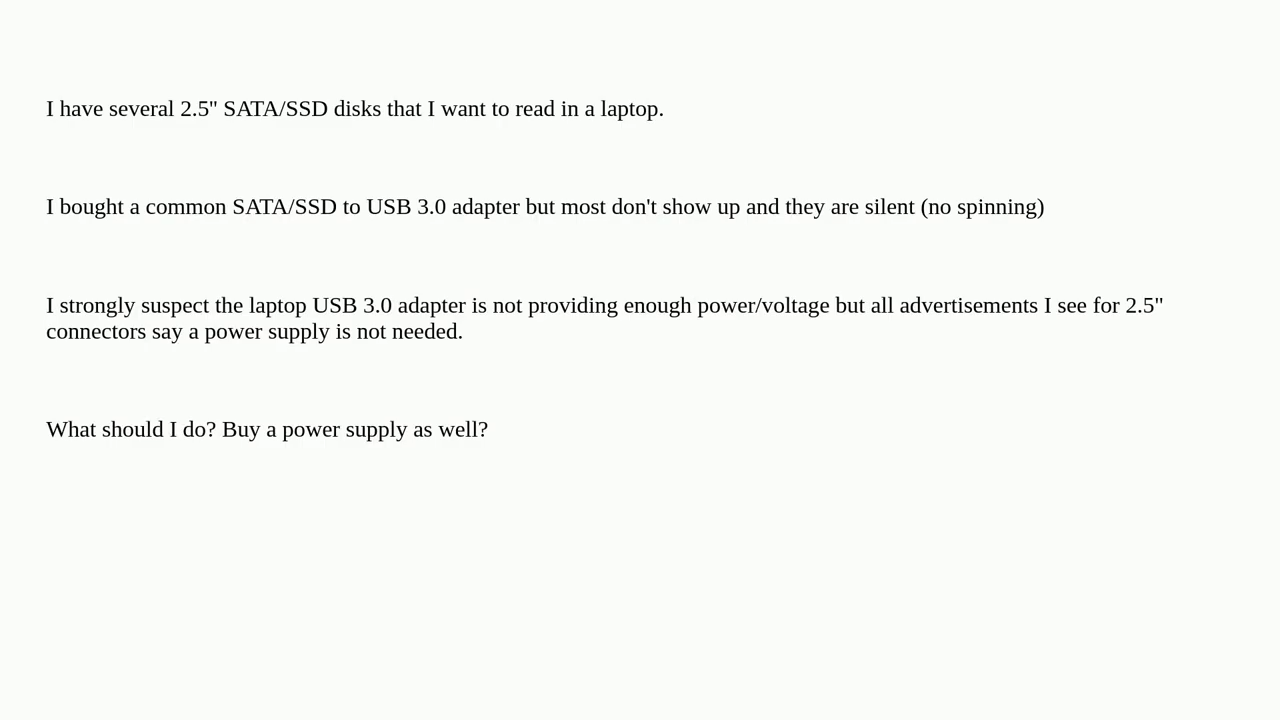 I have several 2.5" SATA/SSD disks that I want to read in a laptop.
I bought a common SATA/SSD to USB 3.0 adapter but most don't show up and they are silent (no spinning)
I strongly suspect the laptop USB 3.0 adapter is not providing enough power/voltage but all advertisements I see for 2.5"
connectors say a power supply is not needed.
What should I do? Buy a power supply as well?